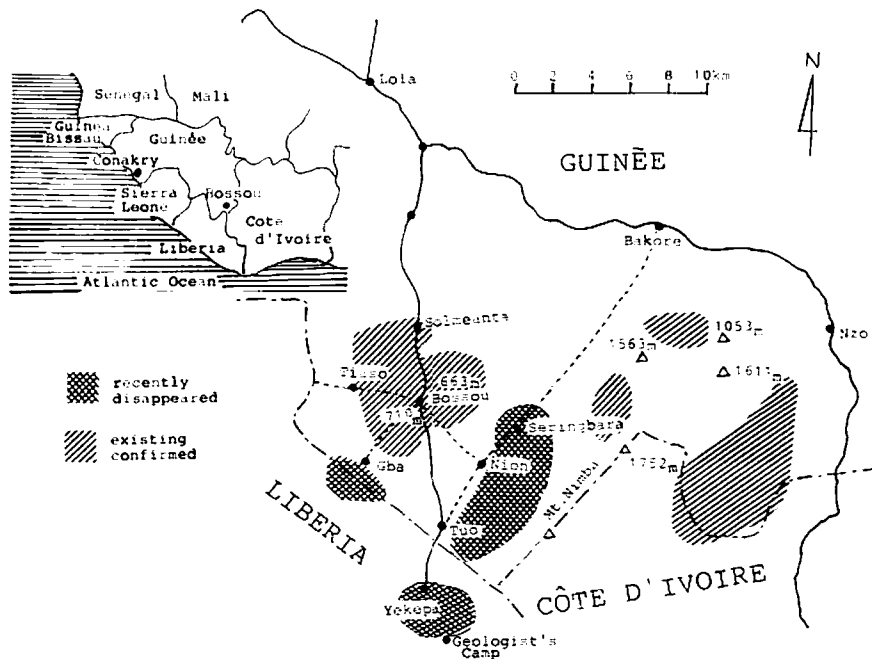 Lola
0 2 4 6 8 10km
N
Senegal
Mali
Guinea
Bissau
Guinée
Conakry
Sierra
Leone
Bossou
Cote
d'Ivoire
Liberia
Atlantic Ocean
GUINÉE
Bakore
Nzo
Solmeanta
1053m
1563m
1611m
Tiaso
663m
Bossou
710m
recently
disappeared
existing
confirmed
Seringbara
Gba
Nion
1752m
Mt Nimba
LIBERIA
Tuo
CÔTE D'IVOIRE
Yekepa
Geologist's
Camp